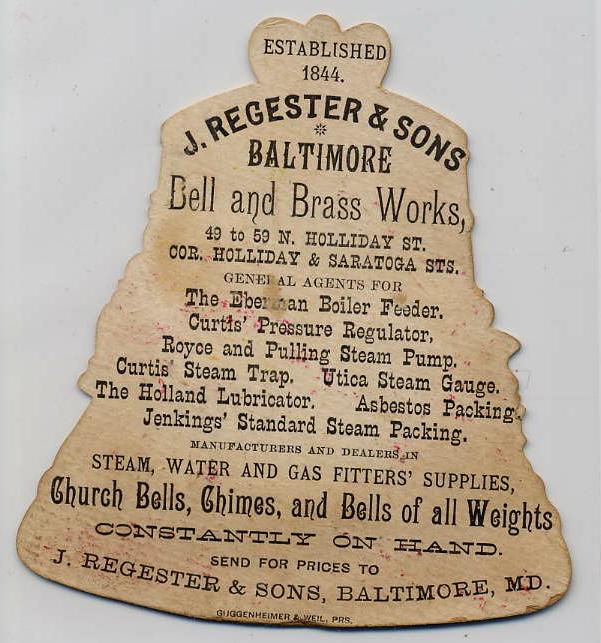 ESTABLISHED
1844.
J. REGESTER & SONS
BALTIMORE
Bell and Brass Works,
49 to 59 N. HOLLIDAY ST.
COR. HOLLIDAY & SARATOGA STS.
GENERAL AGENTS FOR
The Eberman Boiler Feeder.
Curtis' Pressure Regulator,
Royce and Pulling Steam Pump.
Curtis' Steam Trap. Utica Steam Gauge.
The Holland Lubricator. Asbestos Packing.
Jenkings' Standard Steam Packing.
MANUFACTURERS AND DEALERS IN
STEAM, WATER AND GAS FITTERS' SUPPLIES,
Church Bells, Chimes, and Bells of all Weights
CONSTANTLY ON HAND.
SEND FOR PRICES TO
J. REGESTER & SONS, BALTIMORE, MD.
GUGGENHEIMER & WEIL, PRS.